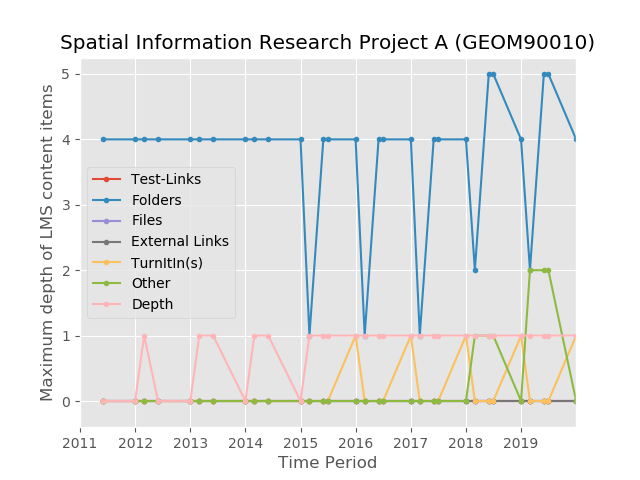 Spatial Information Research Project A (GEOM90010)
Maximum depth of LMS content items
5
4
3
2
1
0
Test-Links
Folders
Files
External Links
TurnItIn(s)
Other
Depth
2011 2012 2013 2014 2015 2016 2017 2018 2019
Time Period